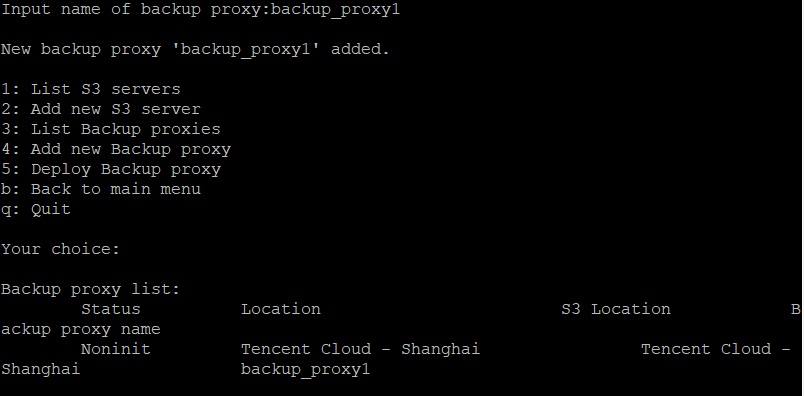 Input name of backup proxy:backup_proxy1
New backup proxy 'backup_proxy1' added.
1: List S3 servers
2: Add new S3 server
3: List Backup proxies
4: Add new Backup proxy
5: Deploy Backup proxy
b: Back to main menu
q: Quit
Your choice:
Backup proxy list:
Status Location S3 Location B
ackup proxy name
Noninit Tencent Cloud - Shanghai Tencent Cloud -
Shanghai backup_proxy1